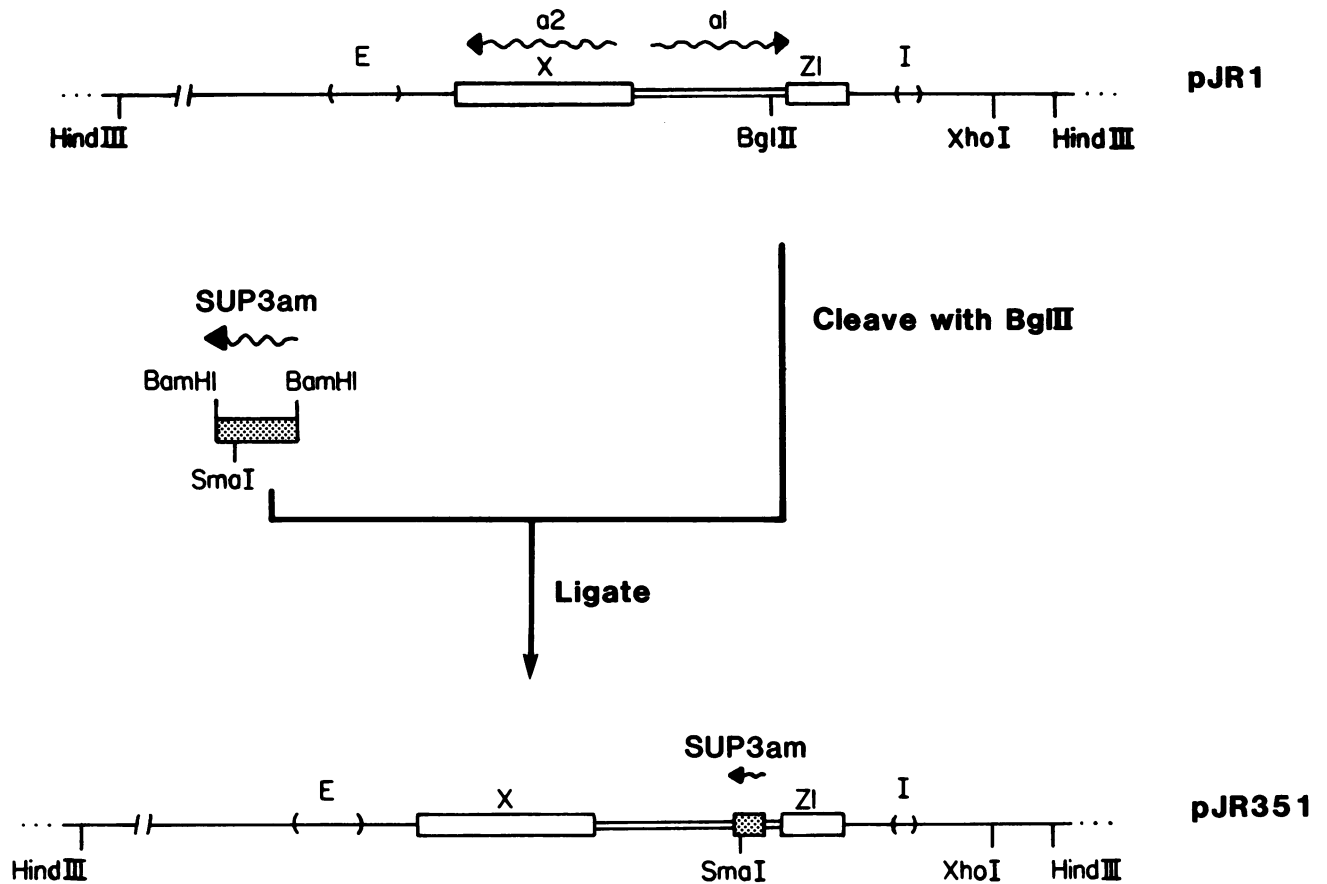 a2 a1
E X ZI I
pJR1
HindIII BglII XhoI HindIII
SUP3am
Cleave with BglII
BamHI BamHI
SmaI
Ligate
SUP3am
E X ZI I
pJR351
HindIII SmaI XhoI HindIII